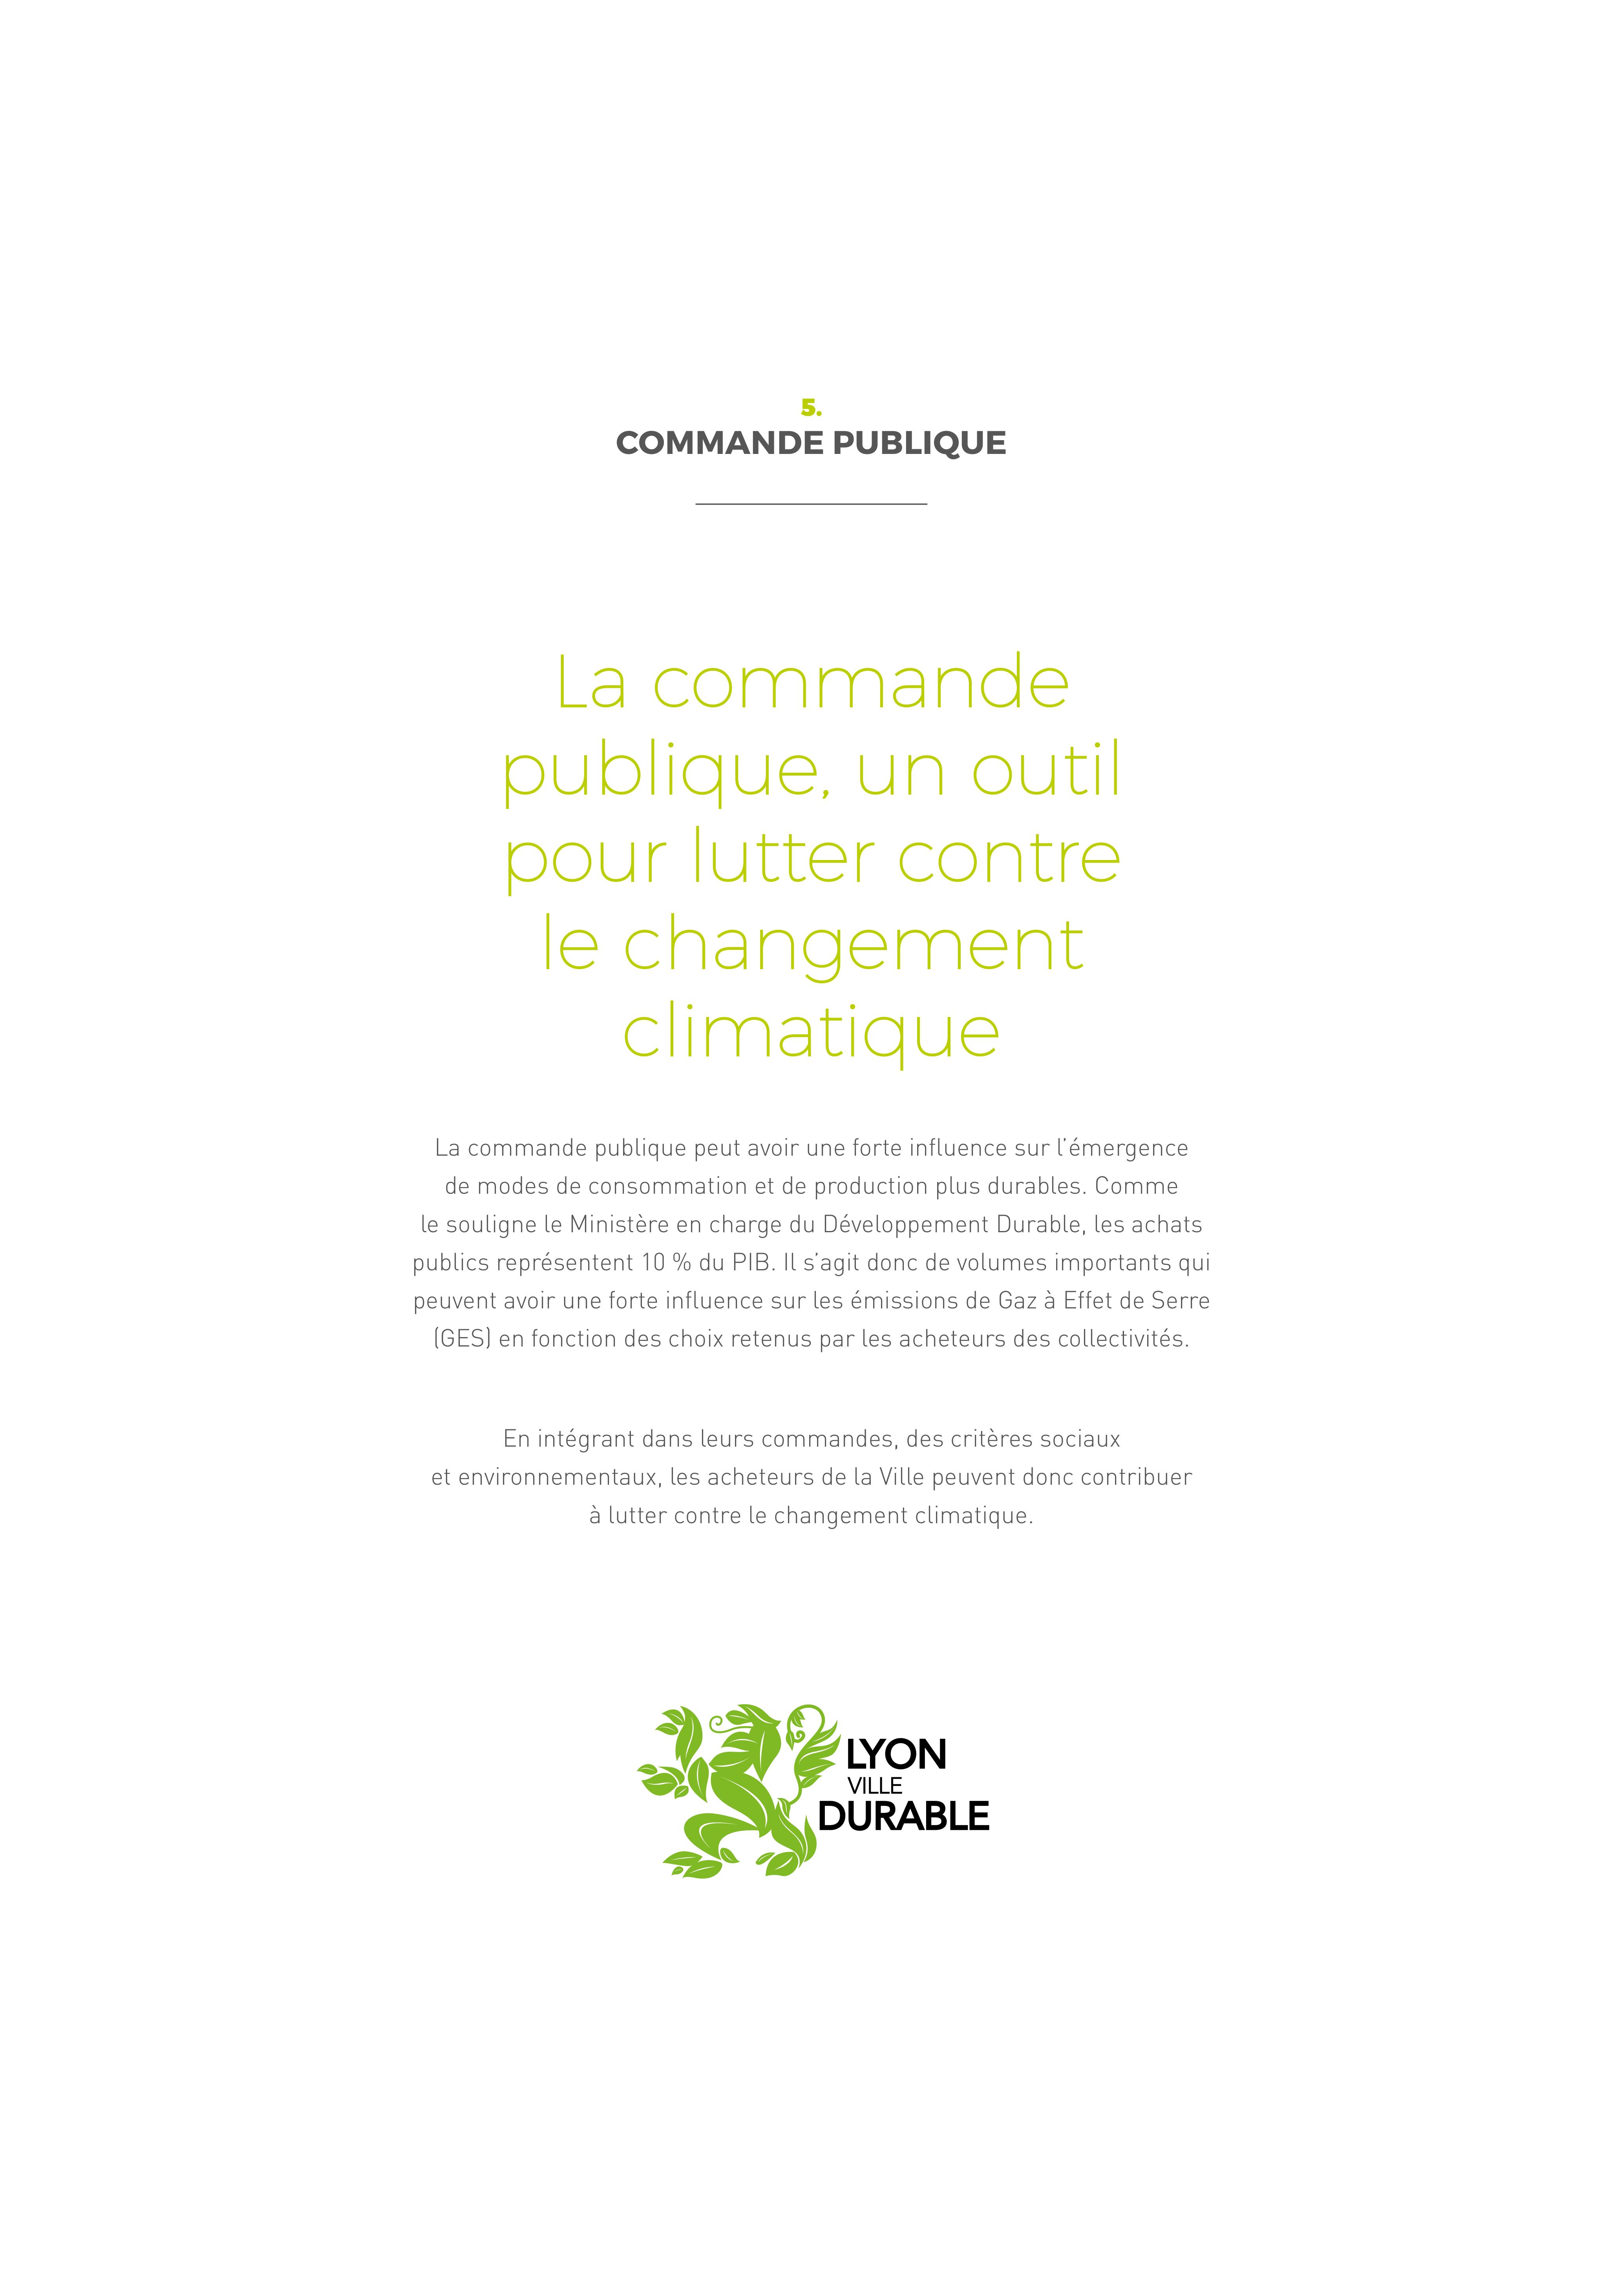 5.
COMMANDE PUBLIQUE
La commande
publique, un outil
pour lutter contre
le changement
climatique
La commande publique peut avoir une forte influence sur l’émergence
de modes de consommation et de production plus durables. Comme
le souligne le Ministère en charge du Développement Durable, les achats
publics représentent 10 % du PIB. Il s’agit donc de volumes importants qui
peuvent avoir une forte influence sur les émissions de Gaz à Effet de Serre
(GES) en fonction des choix retenus par les acheteurs des collectivités.
En intégrant dans leurs commandes, des critères sociaux
et environnementaux, les acheteurs de la Ville peuvent donc contribuer
à lutter contre le changement climatique.
LYON
VILLE
DURABLE